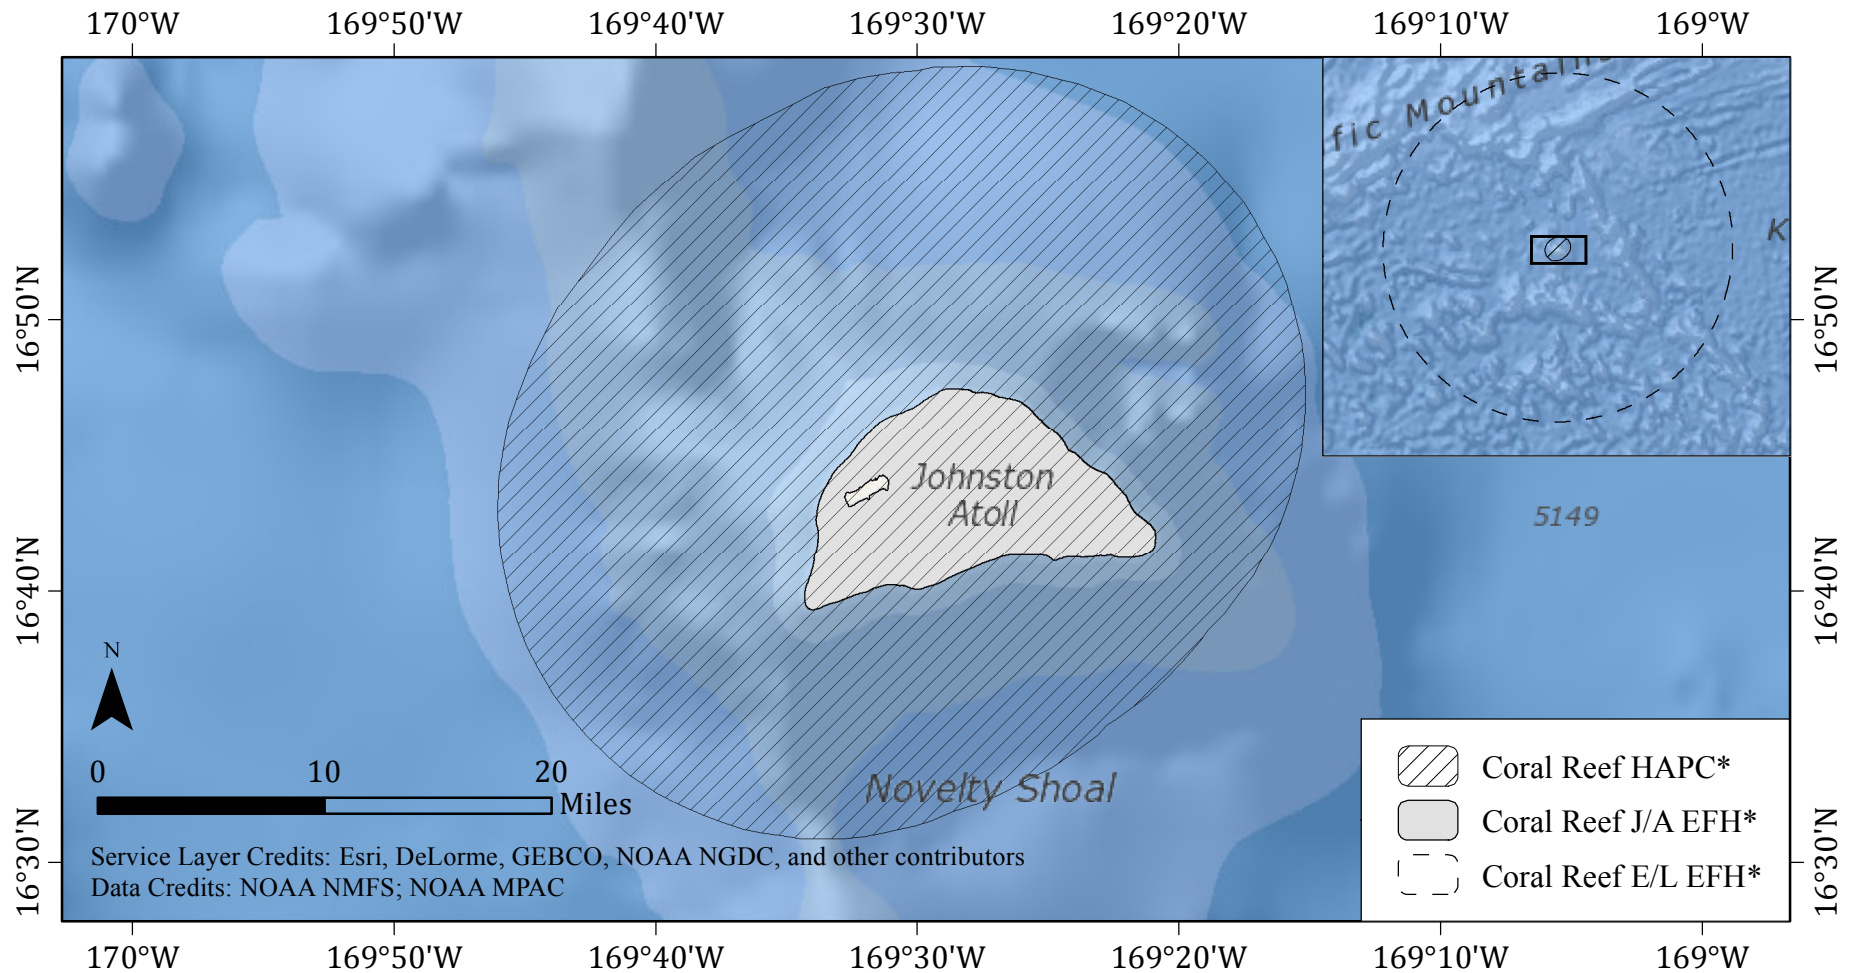 170°W 169°50'W 169°40'W 169°30'W 169°20'W 169°10'W 169°W
fic Mountains
K
16°50'N
16°50'N
Johnston
Atoll
5149
16°40'N
16°40'N
N
0 10 20
Miles
Novelty Shoal
Coral Reef HAPC*
Coral Reef J/A EFH*
Coral Reef E/L EFH*
16°30'N
16°30'N
Service Layer Credits: Esri, DeLorme, GEBCO, NOAA NGDC, and other contributors
Data Credits: NOAA NMFS; NOAA MPAC
170°W 169°50'W 169°40'W 169°30'W 169°20'W 169°10'W 169°W